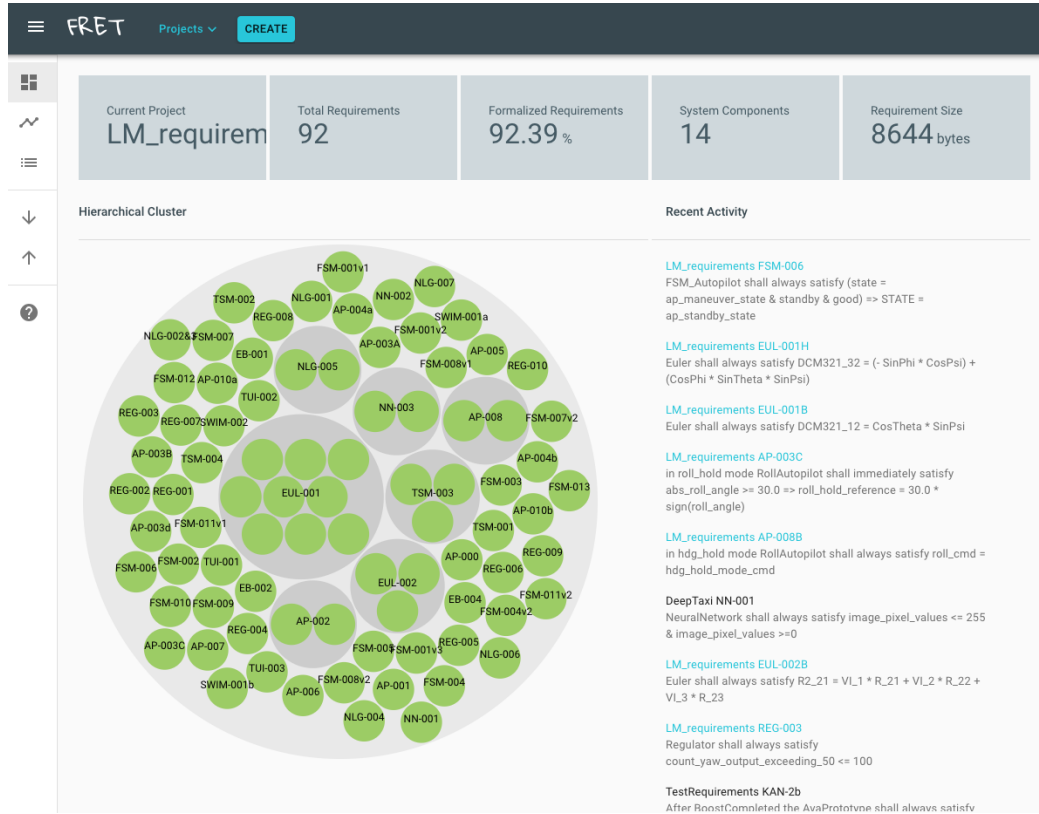 FRET
Projects
CREATE
Current Project
LM_requirem
Total Requirements
92
Formalized Requirements
92.39 %
System Components
14
Requirement Size
8644 bytes
Hierarchical Cluster
FSM-001v1
NLG-007
TSM-002
NLG-001
NN-002
AP-004a
REG-008
SWIM-001a
NLG-002&3
FSM-007
FSM-001v2
AP-003A
EB-001
AP-005
NLG-005
FSM-008v1
REG-010
FSM-012
AP-010a
TUI-002
NN-003
REG-003
REG-007
SWIM-002
AP-008
FSM-007v2
AP-003B
TSM-004
AP-004b
REG-002
REG-001
EUL-001
TSM-003
FSM-003
FSM-013
AP-010b
AP-003d
FSM-011v1
TSM-001
FSM-006
FSM-002
TUI-001
AP-000
REG-009
REG-006
EUL-002
EB-002
FSM-010
FSM-009
EB-004
FSM-011v2
FSM-004v2
AP-002
REG-004
AP-003C
AP-007
FSM-005
FSM-001v3
REG-005
NLG-006
TUI-003
SWIM-001b
AP-006
FSM-008v2
AP-001
FSM-004
NLG-004
NN-001
Recent Activity
LM_requirements FSM-006
FSM_Autopilot shall always satisfy (state =
ap_maneuver_state & standby & good) => STATE =
ap_standby_state
LM_requirements EUL-001H
Euler shall always satisfy DCM321_32 = (- SinPhi * CosPsi) +
(CosPhi * SinTheta * SinPsi)
LM_requirements EUL-001B
Euler shall always satisfy DCM321_12 = CosTheta * SinPsi
LM_requirements AP-003C
in roll_hold mode RollAutopilot shall immediately satisfy
abs_roll_angle >= 30.0 => roll_hold_reference = 30.0 *
sign(roll_angle)
LM_requirements AP-008B
in hdg_hold mode RollAutopilot shall always satisfy roll_cmd =
hdg_hold_mode_cmd
DeepTaxi NN-001
NeuralNetwork shall always satisfy image_pixel_values <= 255
& image_pixel_values >=0
LM_requirements EUL-002B
Euler shall always satisfy R2_21 = VI_1 * R_21 + VI_2 * R_22 +
VI_3 * R_23
LM_requirements REG-003
Regulator shall always satisfy
count_yaw_output_exceeding_50 <= 100
TestRequirements KAN-2b
After BoostCompleted the AvaPrototype shall always satisfy